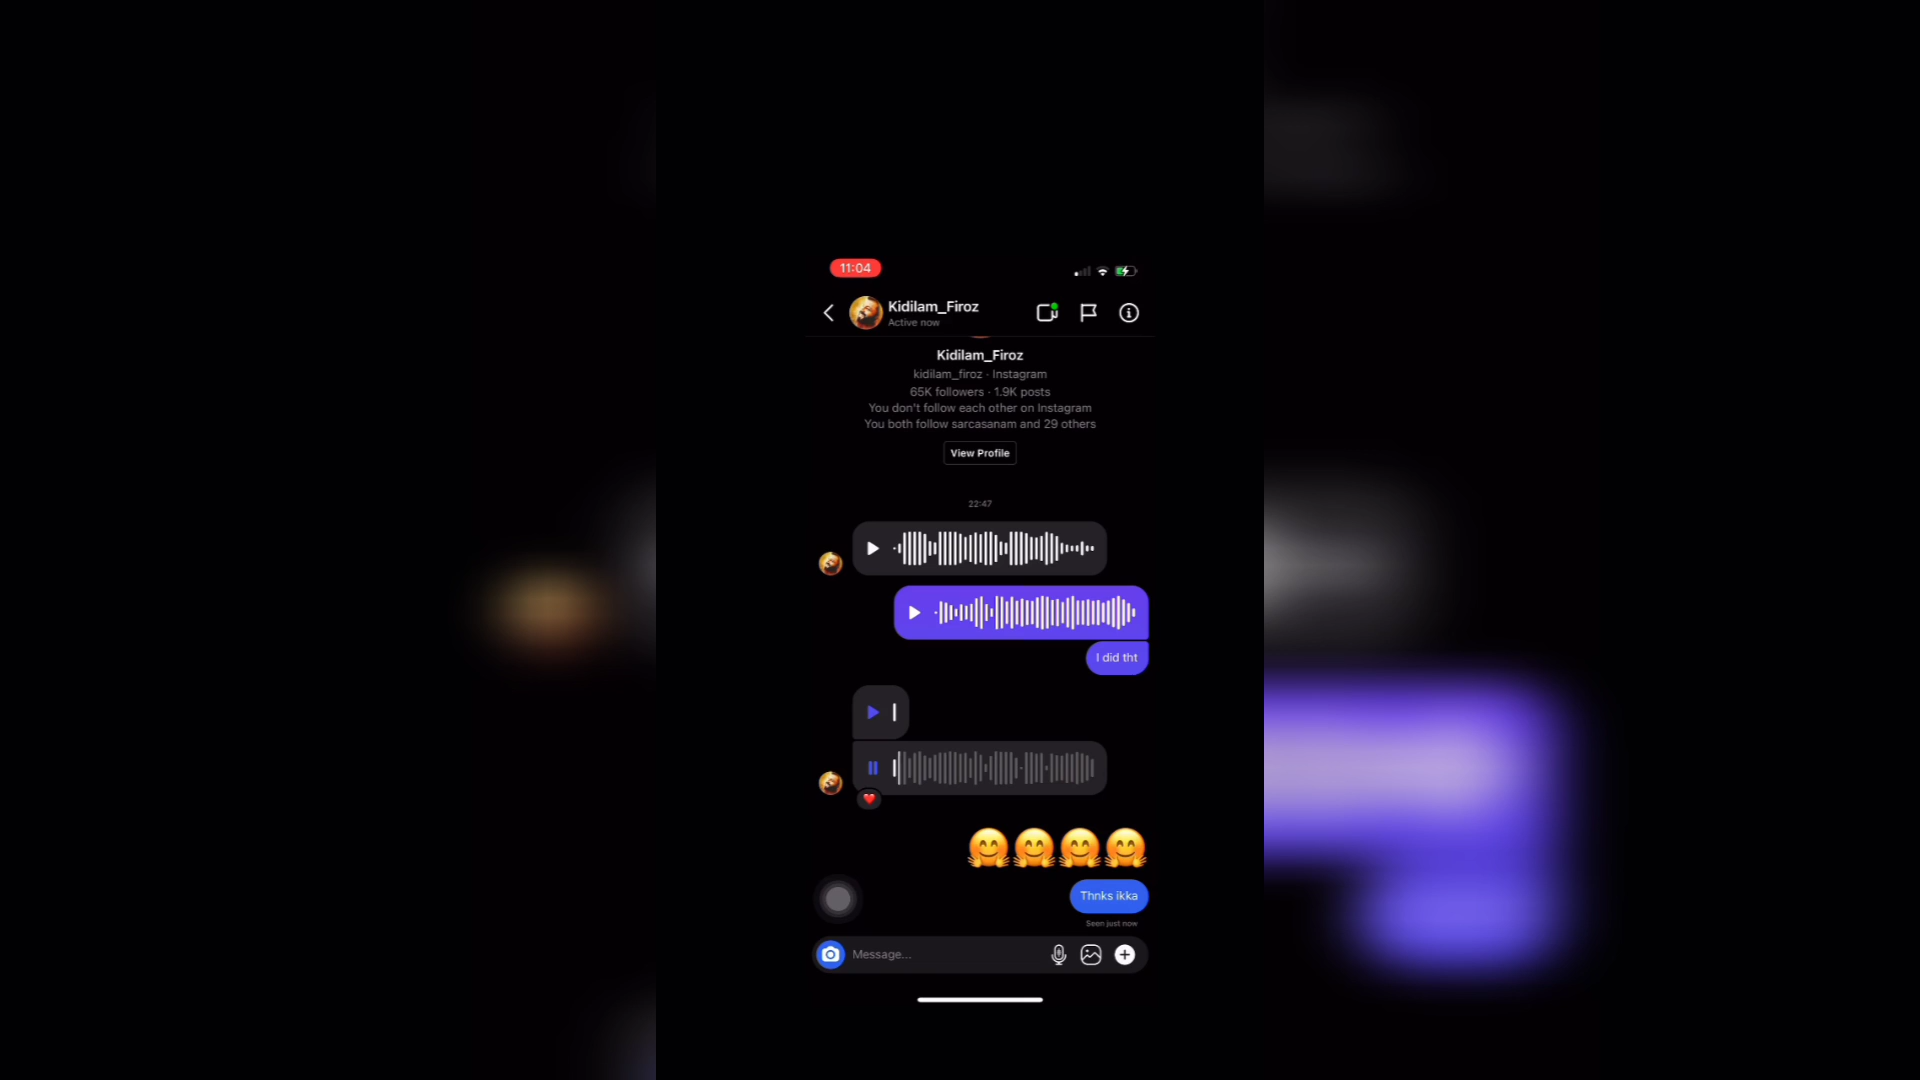 11:04
Kidilam_Firoz
Active now
Kidilam_Firoz
kidilam_firoz · Instagram
65K followers · 1.9K posts
You don't follow each other on Instagram
You both follow sarcasanam and 29 others
View Profile
22:47
I did tht
Thnks ikka
Seen just now
Message...